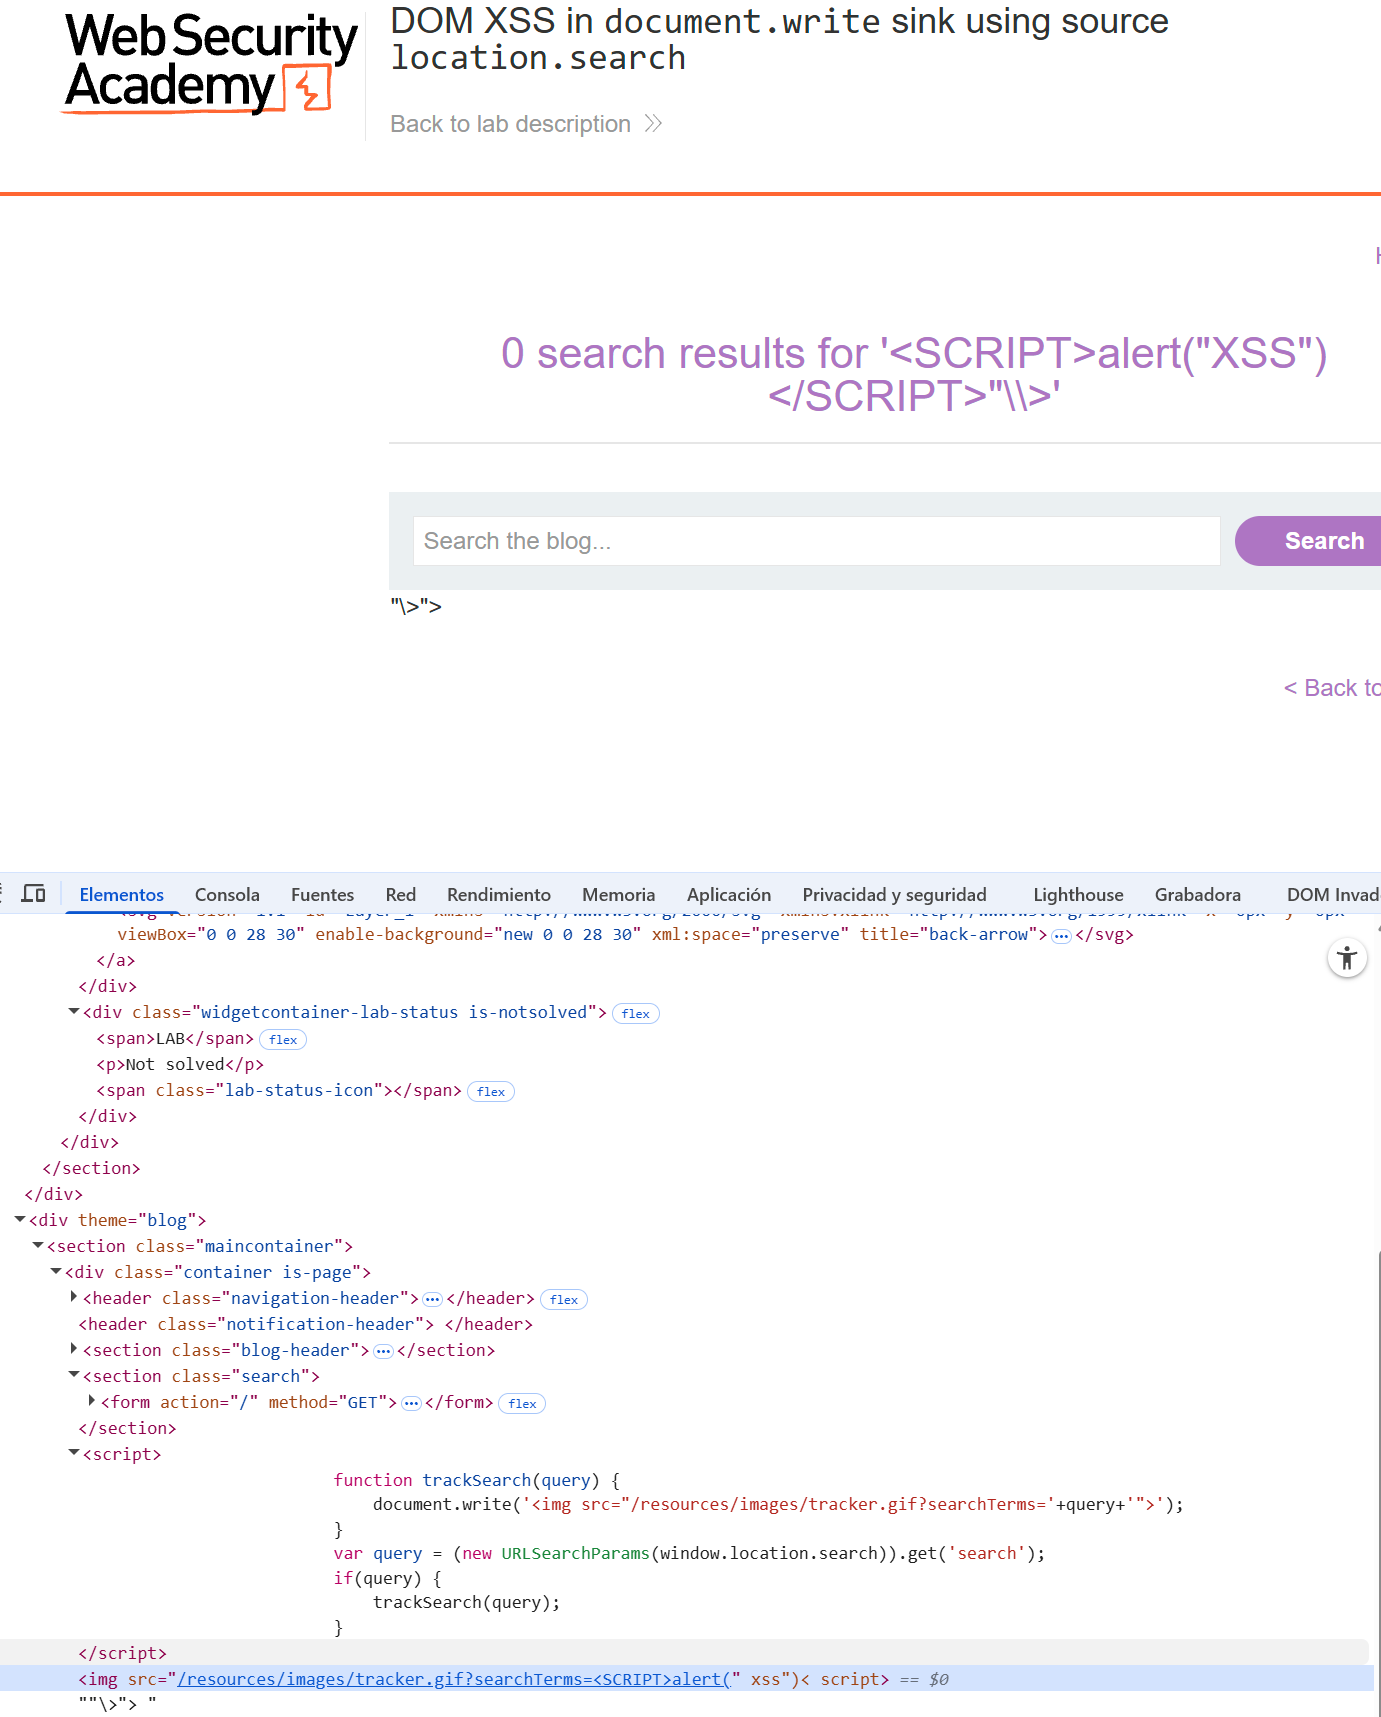 Web Security
Academy
DOM XSS in document.write sink using source
location.search
Back to lab description
0 search results for '<SCRIPT>alert("XSS")
</SCRIPT>"\\>'
Search the blog...
Search
"\>">
< Back to
Elementos Consola Fuentes Red Rendimiento Memoria Aplicación Privacidad y seguridad Lighthouse Grabadora DOM Invad
viewBox="0 0 28 30" enable-background="new 0 0 28 30" xml:space="preserve" title="back-arrow"></svg>
</a>
</div>
<div class="widgetcontainer-lab-status is-notsolved"> flex
<span>LAB</span> flex
<p>Not solved</p>
<span class="lab-status-icon"></span> flex
</div>
</div>
</section>
</div>
<div theme="blog">
<section class="maincontainer">
<div class="container is-page">
<header class="navigation-header">…</header> flex
<header class="notification-header"> </header>
<section class="blog-header">…</section>
<section class="search">
<form action="/" method="GET">…</form> flex
</section>
<script>
function trackSearch(query) {
document.write('<img src="/resources/images/tracker.gif?searchTerms='+query+'">');
}
var query = (new URLSearchParams(window.location.search)).get('search');
if(query) {
trackSearch(query);
}
</script>
<img src="/resources/images/tracker.gif?searchTerms=<SCRIPT>alert(" xss")< script> == $0
""\>"> "